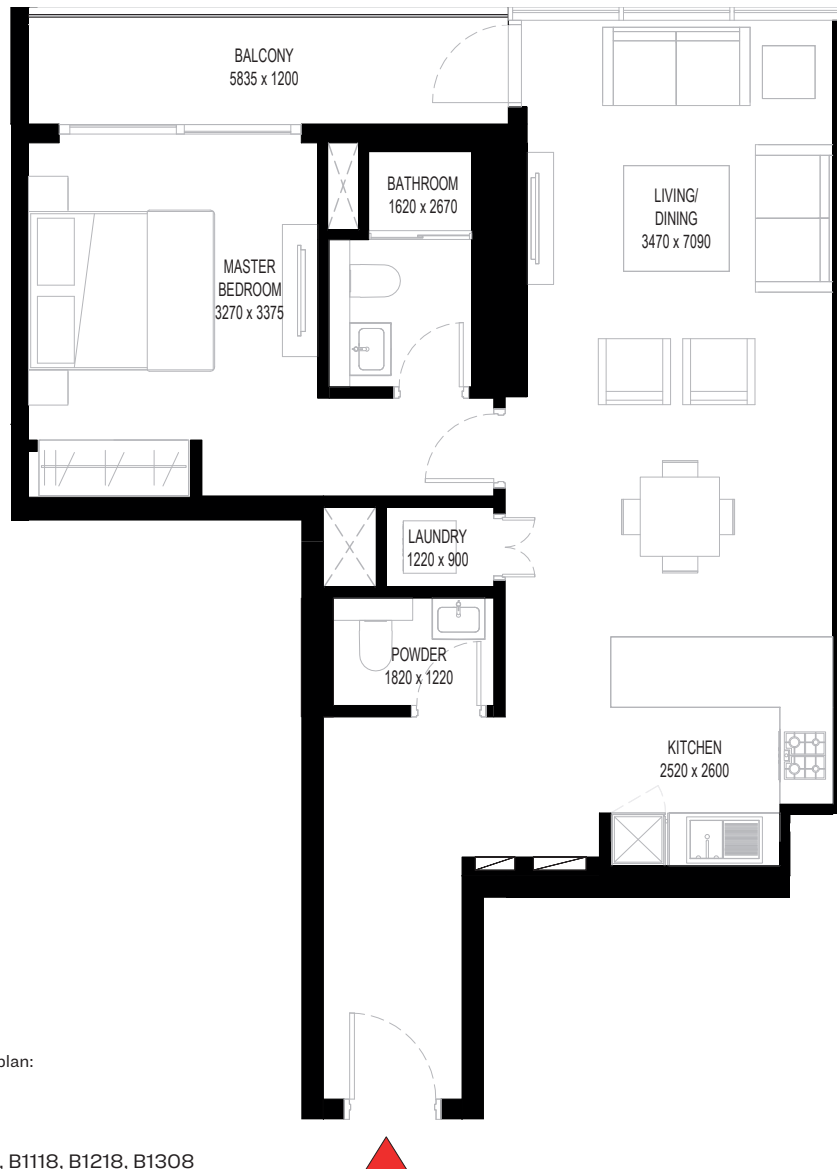 BALCONY
5835 x 1200
BATHROOM
1620 x 2670
LIVING/
DINING
3470 x 7090
MASTER
BEDROOM
3270 x 3375
LAUNDRY
1220 x 900
POWDER
1820 x 1220
KITCHEN
2520 x 2600
plan:
, B1118, B1218, B1308